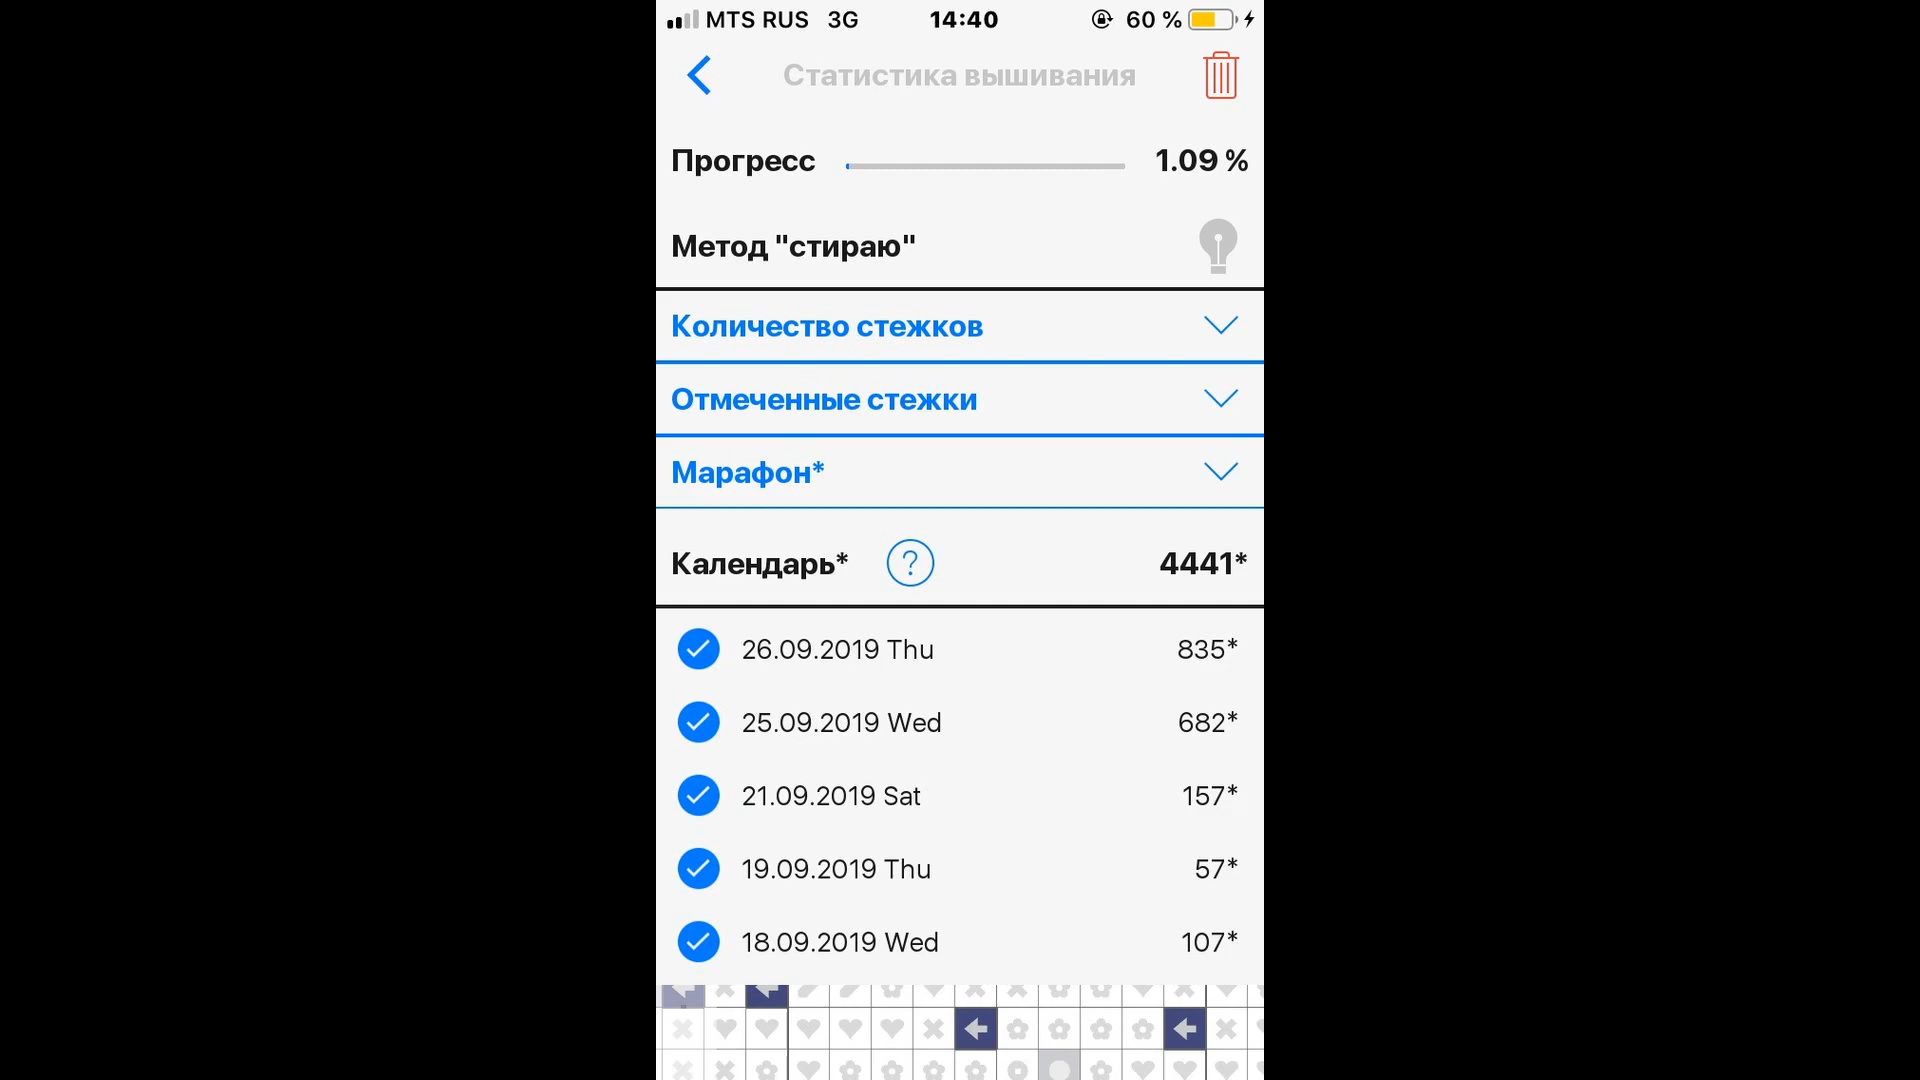 MTS RUS 3G 14:40 60 %
Статистика вышивания
Прогресс 1.09 %
Метод "стираю"
Количество стежков
Отмеченные стежки
Марафон*
Календарь* ? 4441*
26.09.2019 Thu 835*
25.09.2019 Wed 682*
21.09.2019 Sat 157*
19.09.2019 Thu 57*
18.09.2019 Wed 107*